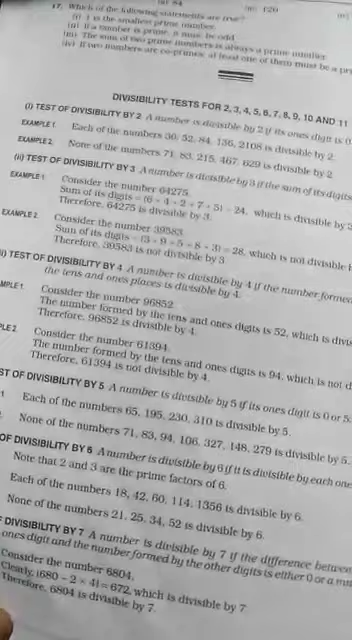 17. Which of the following statements are true?
(i) 1 is the smallest prime number.
(ii) If a number is prime, it must be odd.
(iii) The sum of two prime numbers is always a prime number.
(iv) If two numbers are co-primes, at least one of them must be a
DIVISIBILITY TESTS FOR 2, 3, 4, 5, 6, 7, 8, 9, 10 AND 11
(i) TEST OF DIVISIBILITY BY 2 A number is divisible by 2 if its ones digit is
EXAMPLE 1. Each of the numbers 30, 52, 84, 136, 2108 is divisible by 2.
EXAMPLE 2. None of the numbers 71, 83, 215, 467, 629 is divisible by 2.
(ii) TEST OF DIVISIBILITY BY 3 A number is divisible by 3 if the sum of its digits
EXAMPLE 1. Consider the number 64275.
Sum of its digits = (6 + 4 + 2 + 7 + 5) = 24, which is divisible by
Therefore, 64275 is divisible by 3.
EXAMPLE 2. Consider the number 39583.
Sum of its digits = (3 + 9 + 5 + 8 + 3) = 28, which is not divisible
Therefore, 39583 is not divisible by 3.
TEST OF DIVISIBILITY BY 4 A number is divisible by 4 if the number formed
the tens and ones places is divisible by 4.
Consider the number 96852.
The number formed by the tens and ones digits is 52, which is
Therefore, 96852 is divisible by 4.
Consider the number 61394.
The number formed by the tens and ones digits is 94, which is not
Therefore, 61394 is not divisible by 4.
OF DIVISIBILITY BY 5 A number is divisible by 5 if its ones digit is 0 or 5.
Each of the numbers 65, 195, 230, 310 is divisible by 5.
None of the numbers 71, 83, 94, 106, 327, 148, 279 is divisible by 5.
OF DIVISIBILITY BY 6 A number is divisible by 6 if it is divisible by each one
Note that 2 and 3 are the prime factors of 6.
Each of the numbers 18, 42, 60, 114, 1356 is divisible by 6.
None of the numbers 21, 25, 34, 52 is divisible by 6.
DIVISIBILITY BY 7 A number is divisible by 7 if the difference between
ones digit and the number formed by the other digits is either 0 or a
Consider the number 6804.
Clearly, (680 - 2 × 4) = 672, which is divisible by 7.
Therefore, 6804 is divisible by 7.